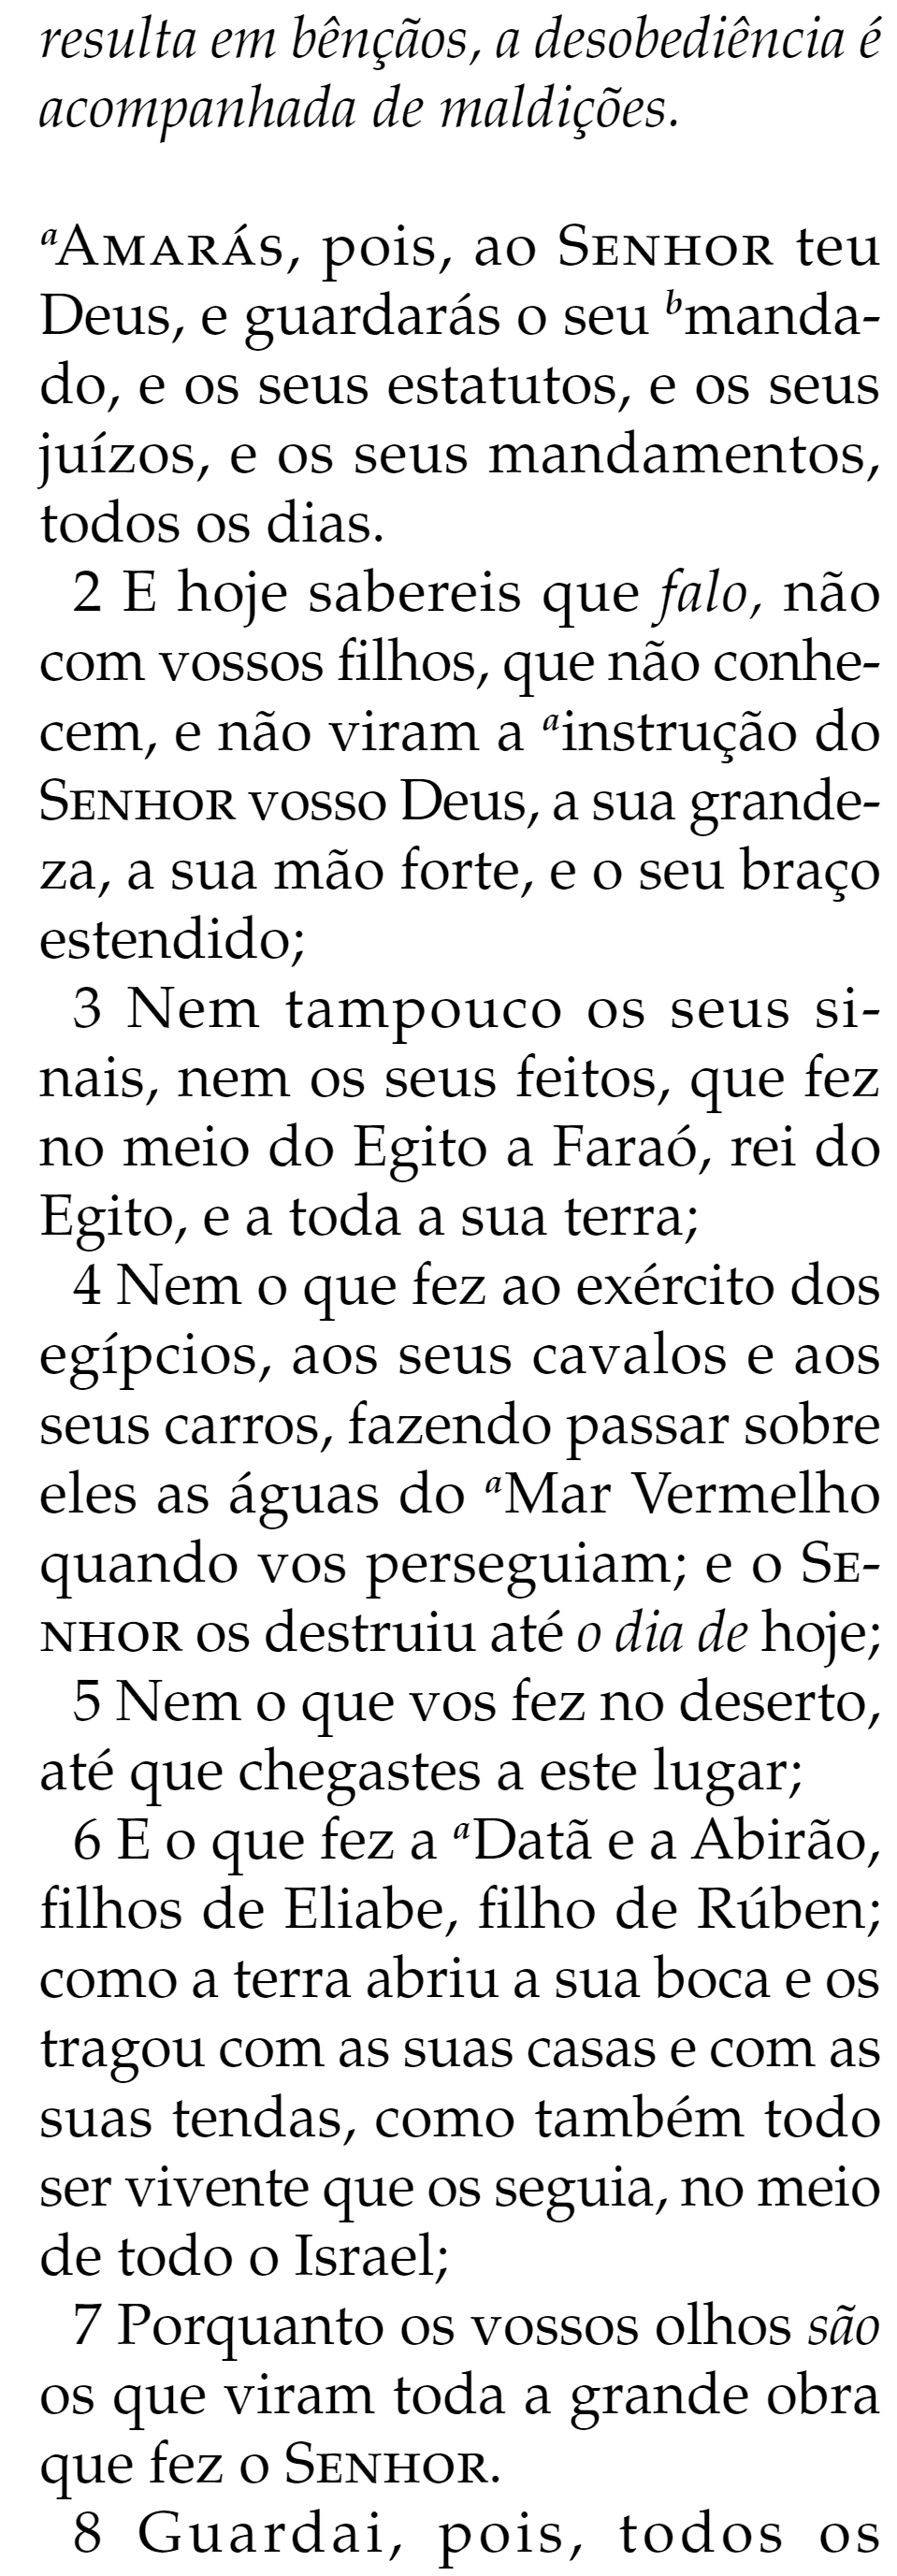 resulta em bênçãos, a desobediência é
acompanhada de maldições.
aAMARÁS, pois, ao SENHOR teu
Deus, e guardarás o seu bmanda-
do, e os seus estatutos, e os seus
juízos, e os seus mandamentos,
todos os dias.
2 E hoje sabereis que falo, não
com vossos filhos, que não conhe-
cem, e não viram a ainstrução do
SENHOR vosso Deus, a sua grande-
za, a sua mão forte, e o seu braço
estendido;
3 Nem tampouco os seus si-
nais, nem os seus feitos, que fez
no meio do Egito a Faraó, rei do
Egito, e a toda a sua terra;
4 Nem o que fez ao exército dos
egípcios, aos seus cavalos e aos
seus carros, fazendo passar sobre
eles as águas do aMar Vermelho
quando vos perseguiam; e o SE-
NHOR os destruiu até o dia de hoje;
5 Nem o que vos fez no deserto,
até que chegastes a este lugar;
6 E o que fez a aDatã e a Abirão,
filhos de Eliabe, filho de Rúben;
como a terra abriu a sua boca e os
tragou com as suas casas e com as
suas tendas, como também todo
ser vivente que os seguia, no meio
de todo o Israel;
7 Porquanto os vossos olhos são
os que viram toda a grande obra
que fez o SENHOR.
8 Guardai, pois, todos os